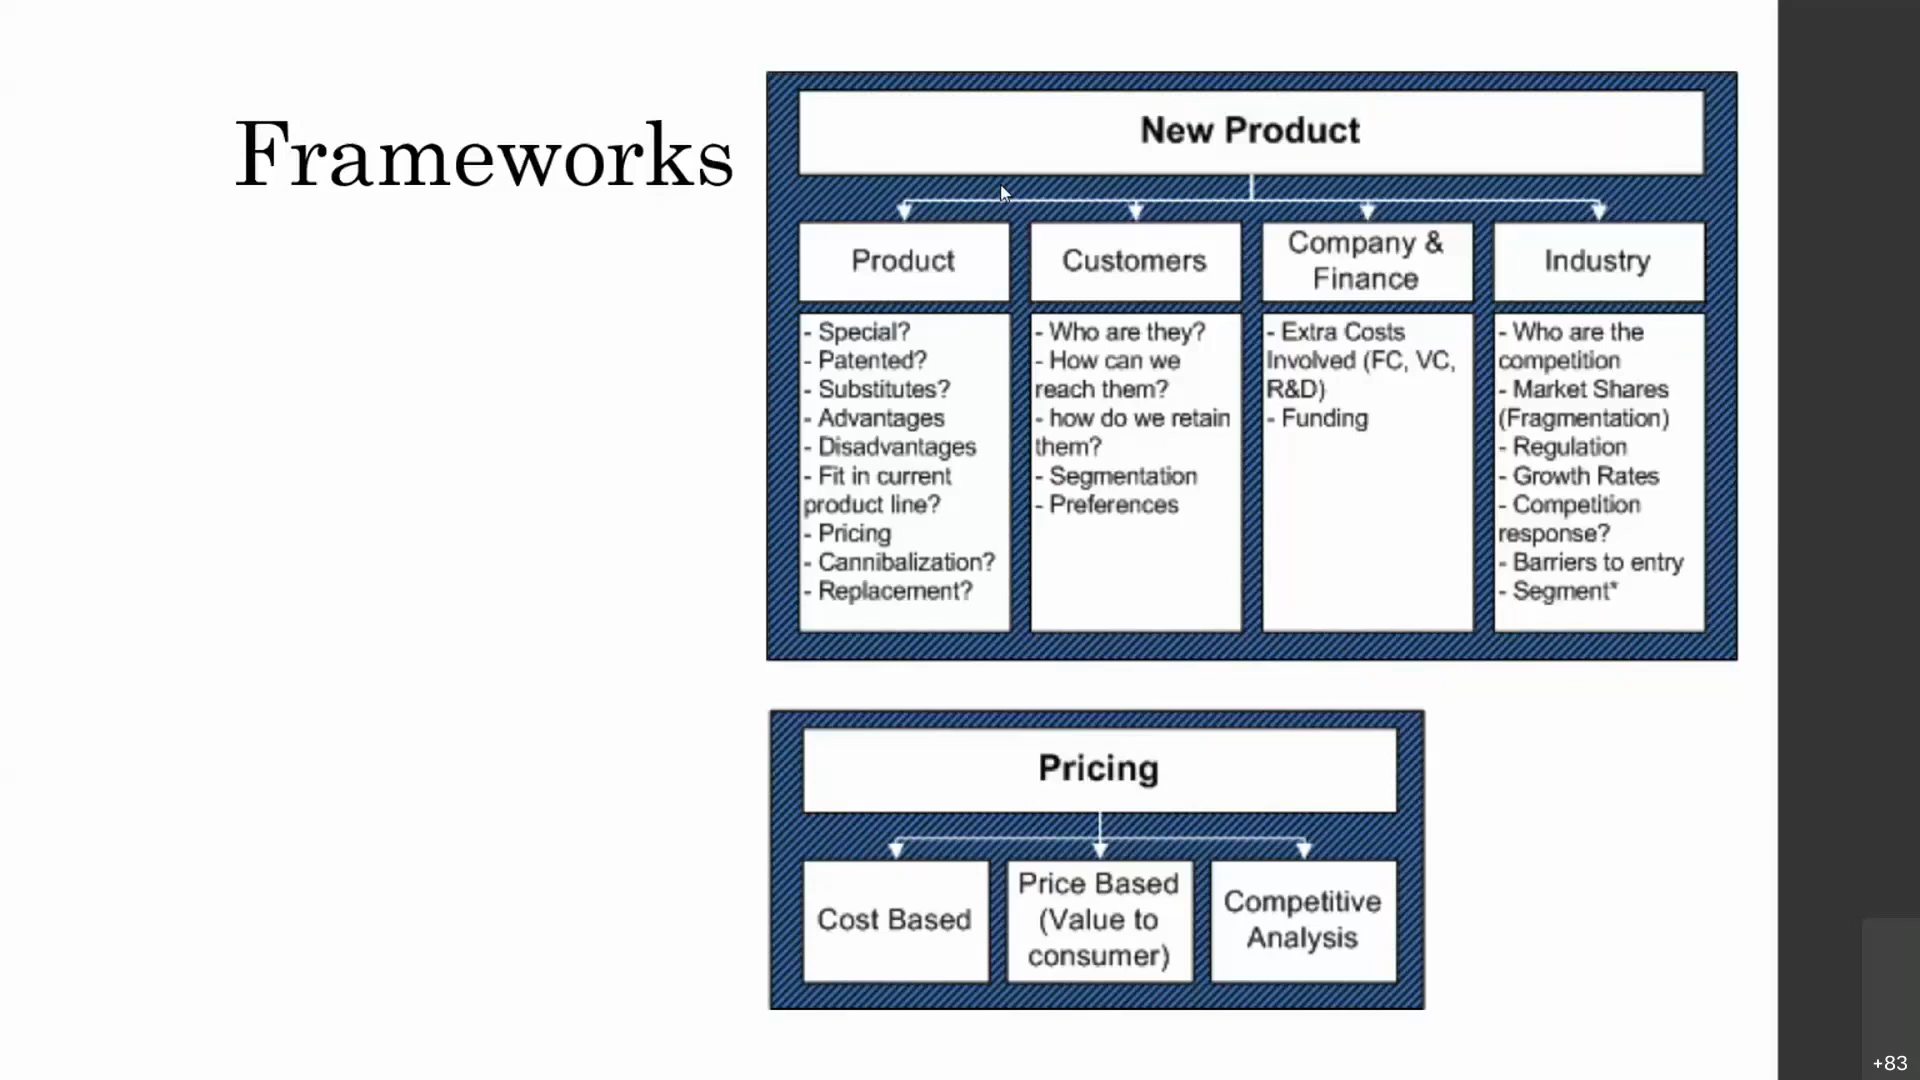 Frameworks
New Product
Product
- Special?
- Patented?
- Substitutes?
- Advantages
- Disadvantages
- Fit in current
product line?
- Pricing
- Cannibalization?
- Replacement?
Customers
- Who are they?
- How can we
reach them?
- how do we retain
them?
- Segmentation
- Preferences
Company &
Finance
- Extra Costs
Involved (FC, VC,
R&D)
- Funding
Industry
- Who are the
competition
- Market Shares
(Fragmentation)
- Regulation
- Growth Rates
- Competition
response?
- Barriers to entry
- Segment*
Pricing
Cost Based
Price Based
(Value to
consumer)
Competitive
Analysis
+83